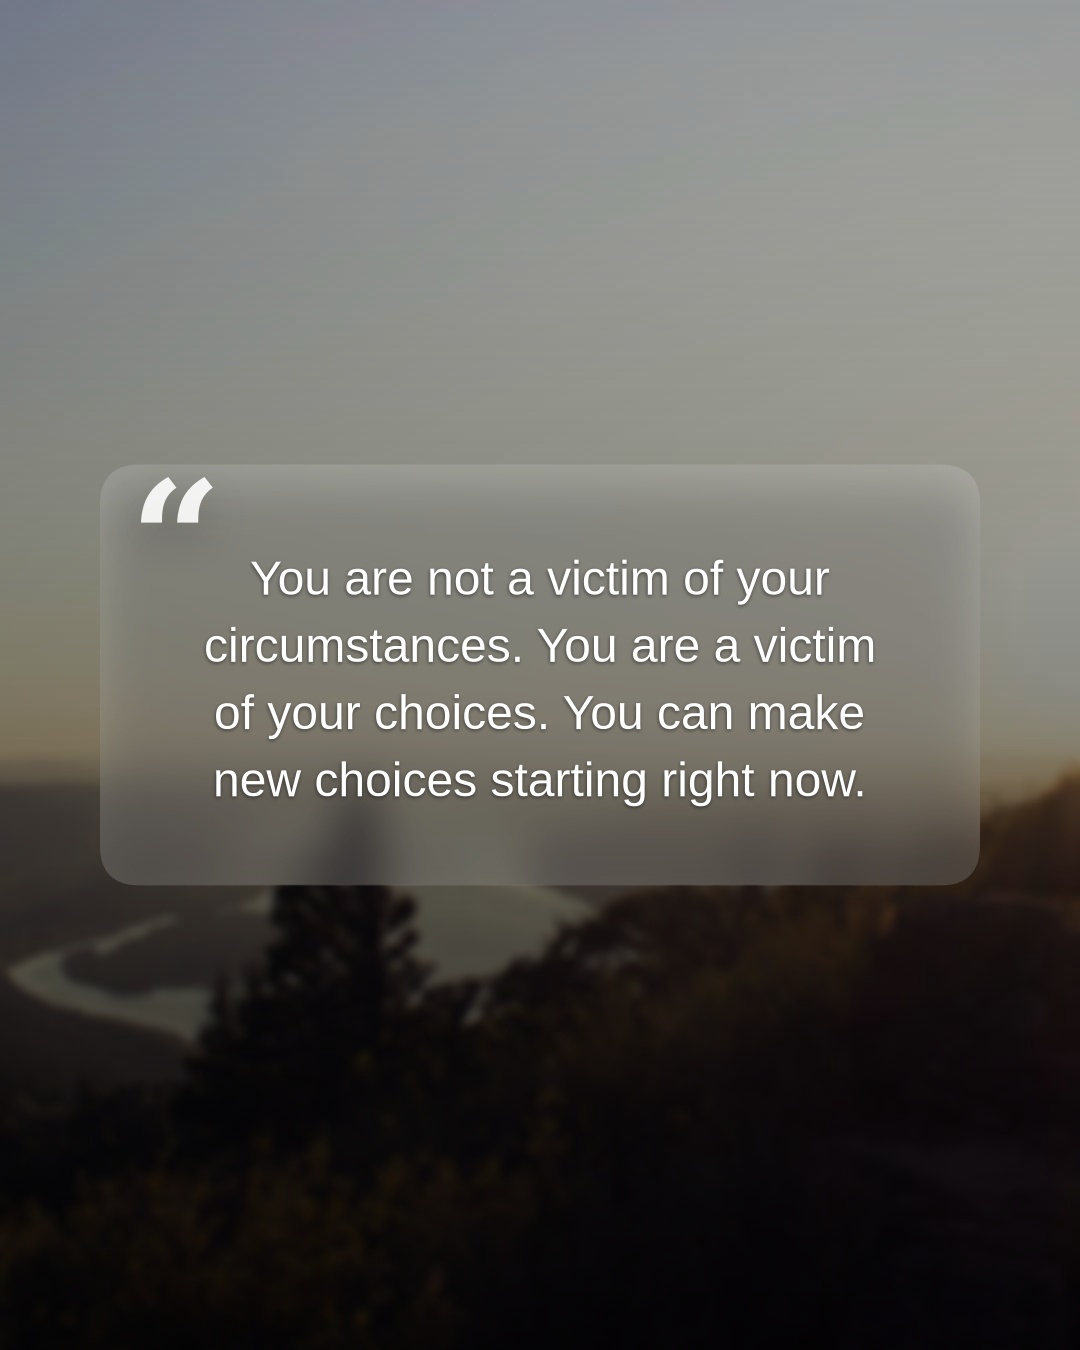 “
You are not a victim of your
circumstances. You are a victim
of your choices. You can make
new choices starting right now.